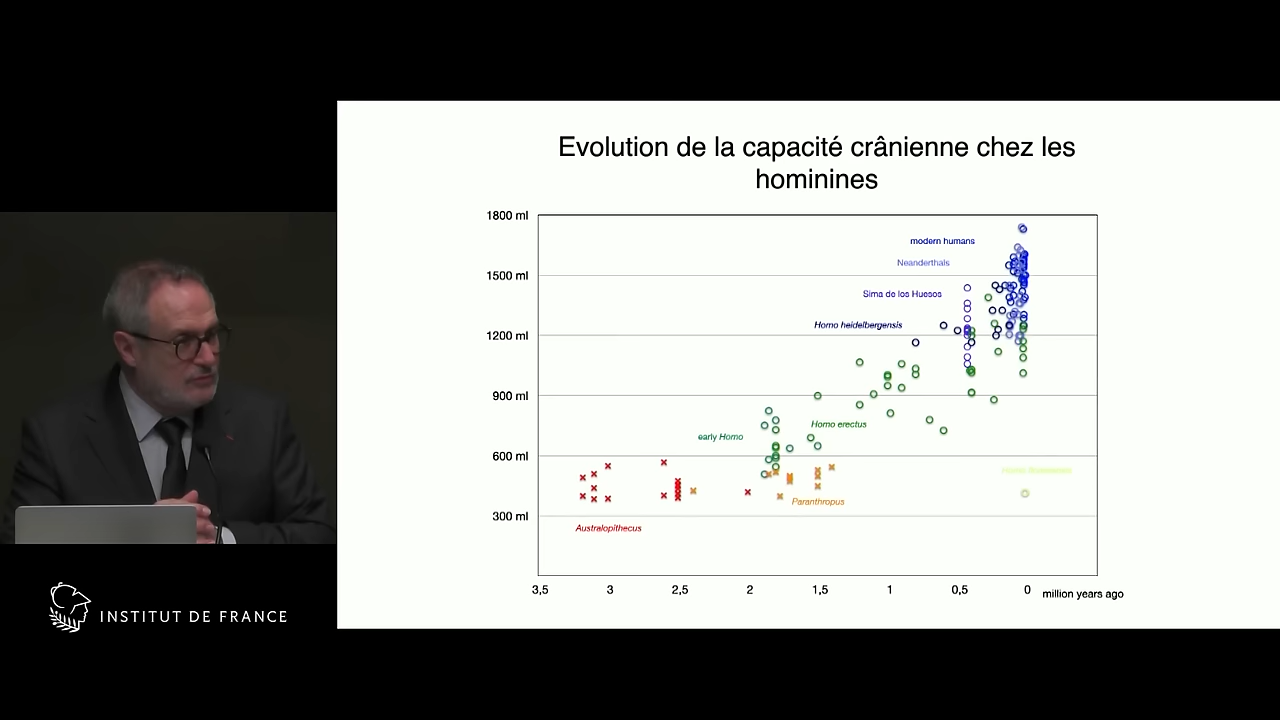 Evolution de la capacité crânienne chez les
hominines
1800 ml
modern humans
Neanderthals
1500 ml
Sima de los Huesos
Homo heidelbergensis
1200 ml
900 ml
Homo erectus
early Homo
600 ml
Paranthropus
300 ml
Australopithecus
3,5 3 2,5 2 1,5 1 0,5 0 million years ago
INSTITUT DE FRANCE